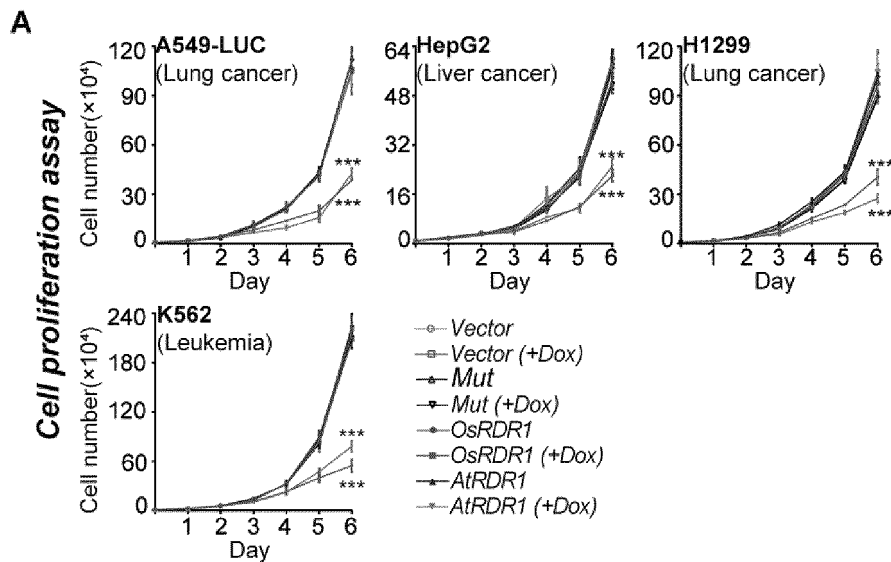 A
Cell proliferation assay
A549-LUC
(Lung cancer)
Cell number(×10⁴)
120
90
60
30
0
***
***
1 2 3 4 5 6
Day
HepG2
(Liver cancer)
64
48
32
16
0
***
***
1 2 3 4 5 6
Day
H1299
(Lung cancer)
120
90
60
30
0
***
***
1 2 3 4 5 6
Day
K562
(Leukemia)
Cell number(×10⁴)
240
180
120
60
0
***
***
1 2 3 4 5 6
Day
Vector
Vector (+Dox)
Mut
Mut (+Dox)
OsRDR1
OsRDR1 (+Dox)
AtRDR1
AtRDR1 (+Dox)